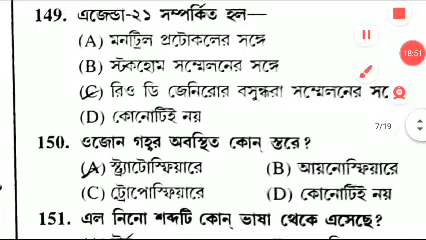 149. এজেন্ডা-২১ সম্পর্কিত হল—
(A) মনট্রিল প্রটোকলের সঙ্গে
(B) স্টকহোম সম্মেলনের সঙ্গে
(C) রিও ডি জেনিরোর বসুন্ধরা সম্মেলনের
(D) কোনোটিই নয়
150. ওজোন গহ্বর অবস্থিত কোন্ স্তরে?
(A) স্ট্র্যাটোস্ফিয়ারে (B) আয়নোস্ফিয়ারে
(C) ট্রোপোস্ফিয়ারে (D) কোনোটিই নয়
151. এল নিনো শব্দটি কোন্ ভাষা থেকে এসেছে?
18:51
7/19